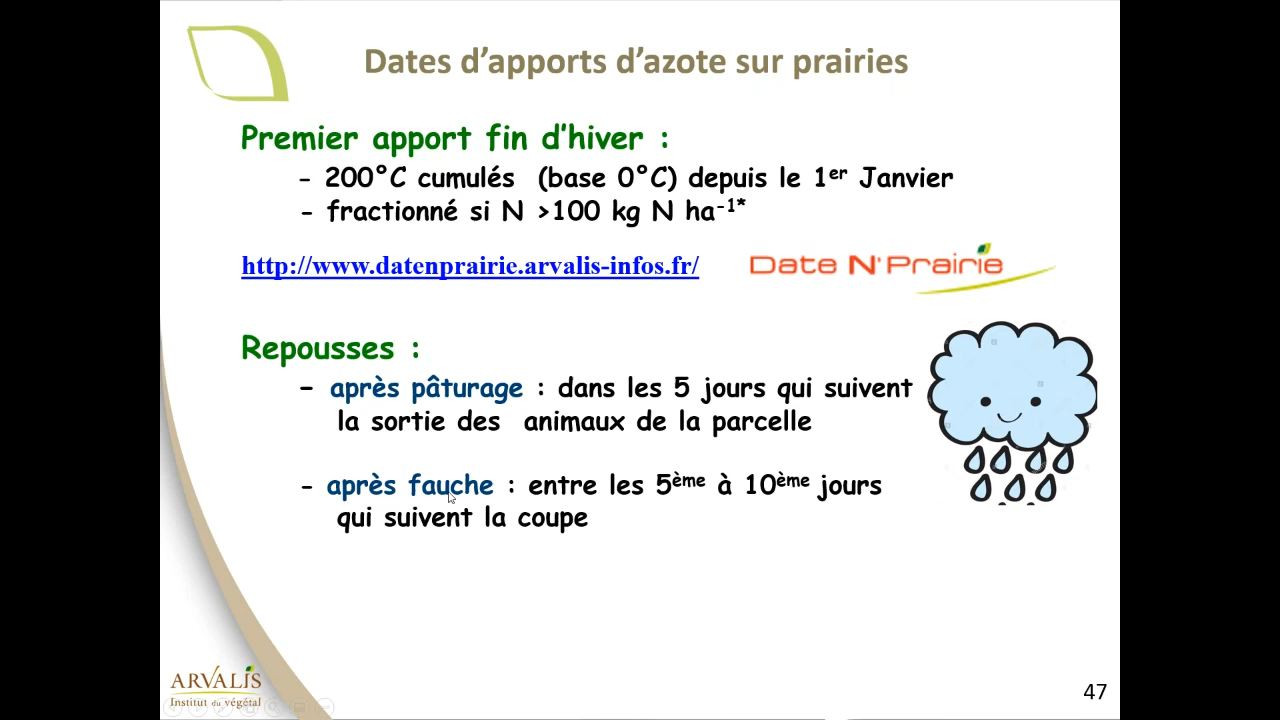 Dates d’apports d’azote sur prairies
Premier apport fin d’hiver :
- 200°C cumulés (base 0°C) depuis le 1er Janvier
- fractionné si N >100 kg N ha-1*
http://www.datenprairie.arvalis-infos.fr/
Date N'Prairie
Repousses :
- après pâturage : dans les 5 jours qui suivent
la sortie des animaux de la parcelle
- après fauche : entre les 5ème à 10ème jours
qui suivent la coupe
ARVALIS
Institut du végétal
47